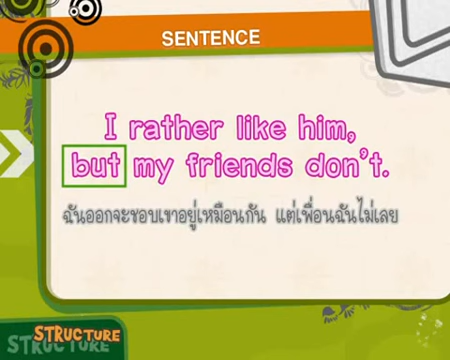 SENTENCE
I rather like him,
but my friends don't.
ฉันออกจะชอบเขาอยู่เหมือนกัน แต่เพื่อนฉันไม่เลย
STRUCTURE
STRUCTURE